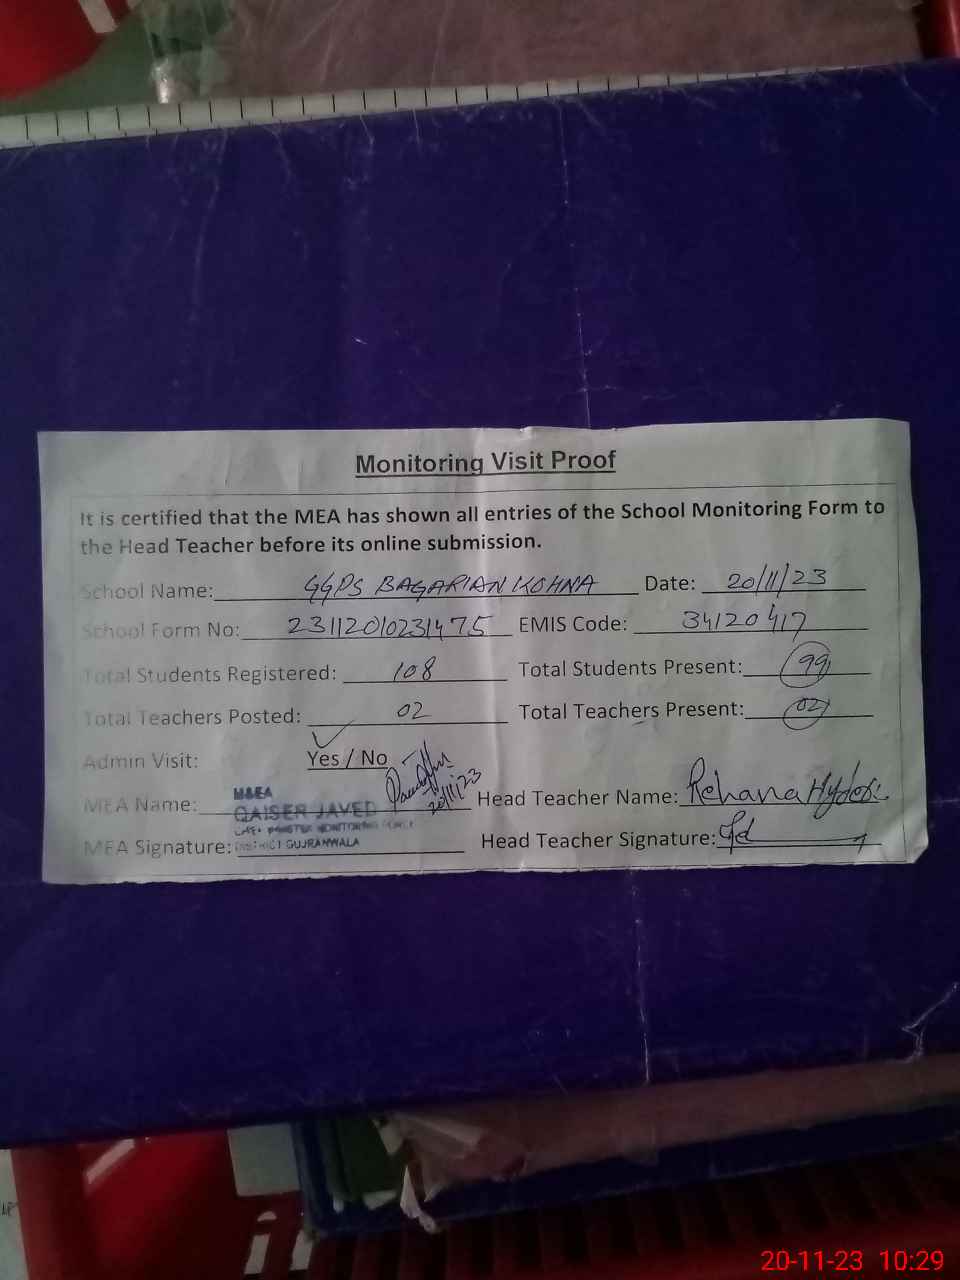 Monitoring Visit Proof
It is certified that the MEA has shown all entries of the School Monitoring Form to
the Head Teacher before its online submission.
School Name: GGPS BAGARIAN KOHNA Date: 20/11/23
School Form No: 23112010231475 EMIS Code: 34120417
Total Students Registered: 108 Total Students Present: 99
Total Teachers Posted: 02 Total Teachers Present: 02
Admin Visit: Yes / No
20/11/23
MEA Name: M&EA QAISER JAVED Head Teacher Name: Rehana
MONITORING FORCE
MEA Signature: DISTRICT GUJRANWALA Head Teacher Signature:
20-11-23 10:29